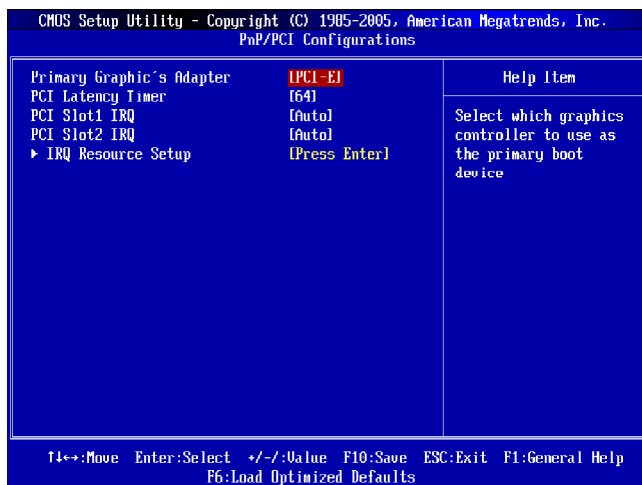 CMOS Setup Utility - Copyright (C) 1985-2005, American Megatrends, Inc.
PnP/PCI Configurations
Primary Graphic's Adapter [PCI-E]
PCI Latency Timer [64]
PCI Slot1 IRQ [Auto]
PCI Slot2 IRQ [Auto]
▶ IRQ Resource Setup [Press Enter]
Help Item
Select which graphics
controller to use as
the primary boot
device
↑↓←→:Move Enter:Select +/-/:Value F10:Save ESC:Exit F1:General Help
F6:Load Optimized Defaults